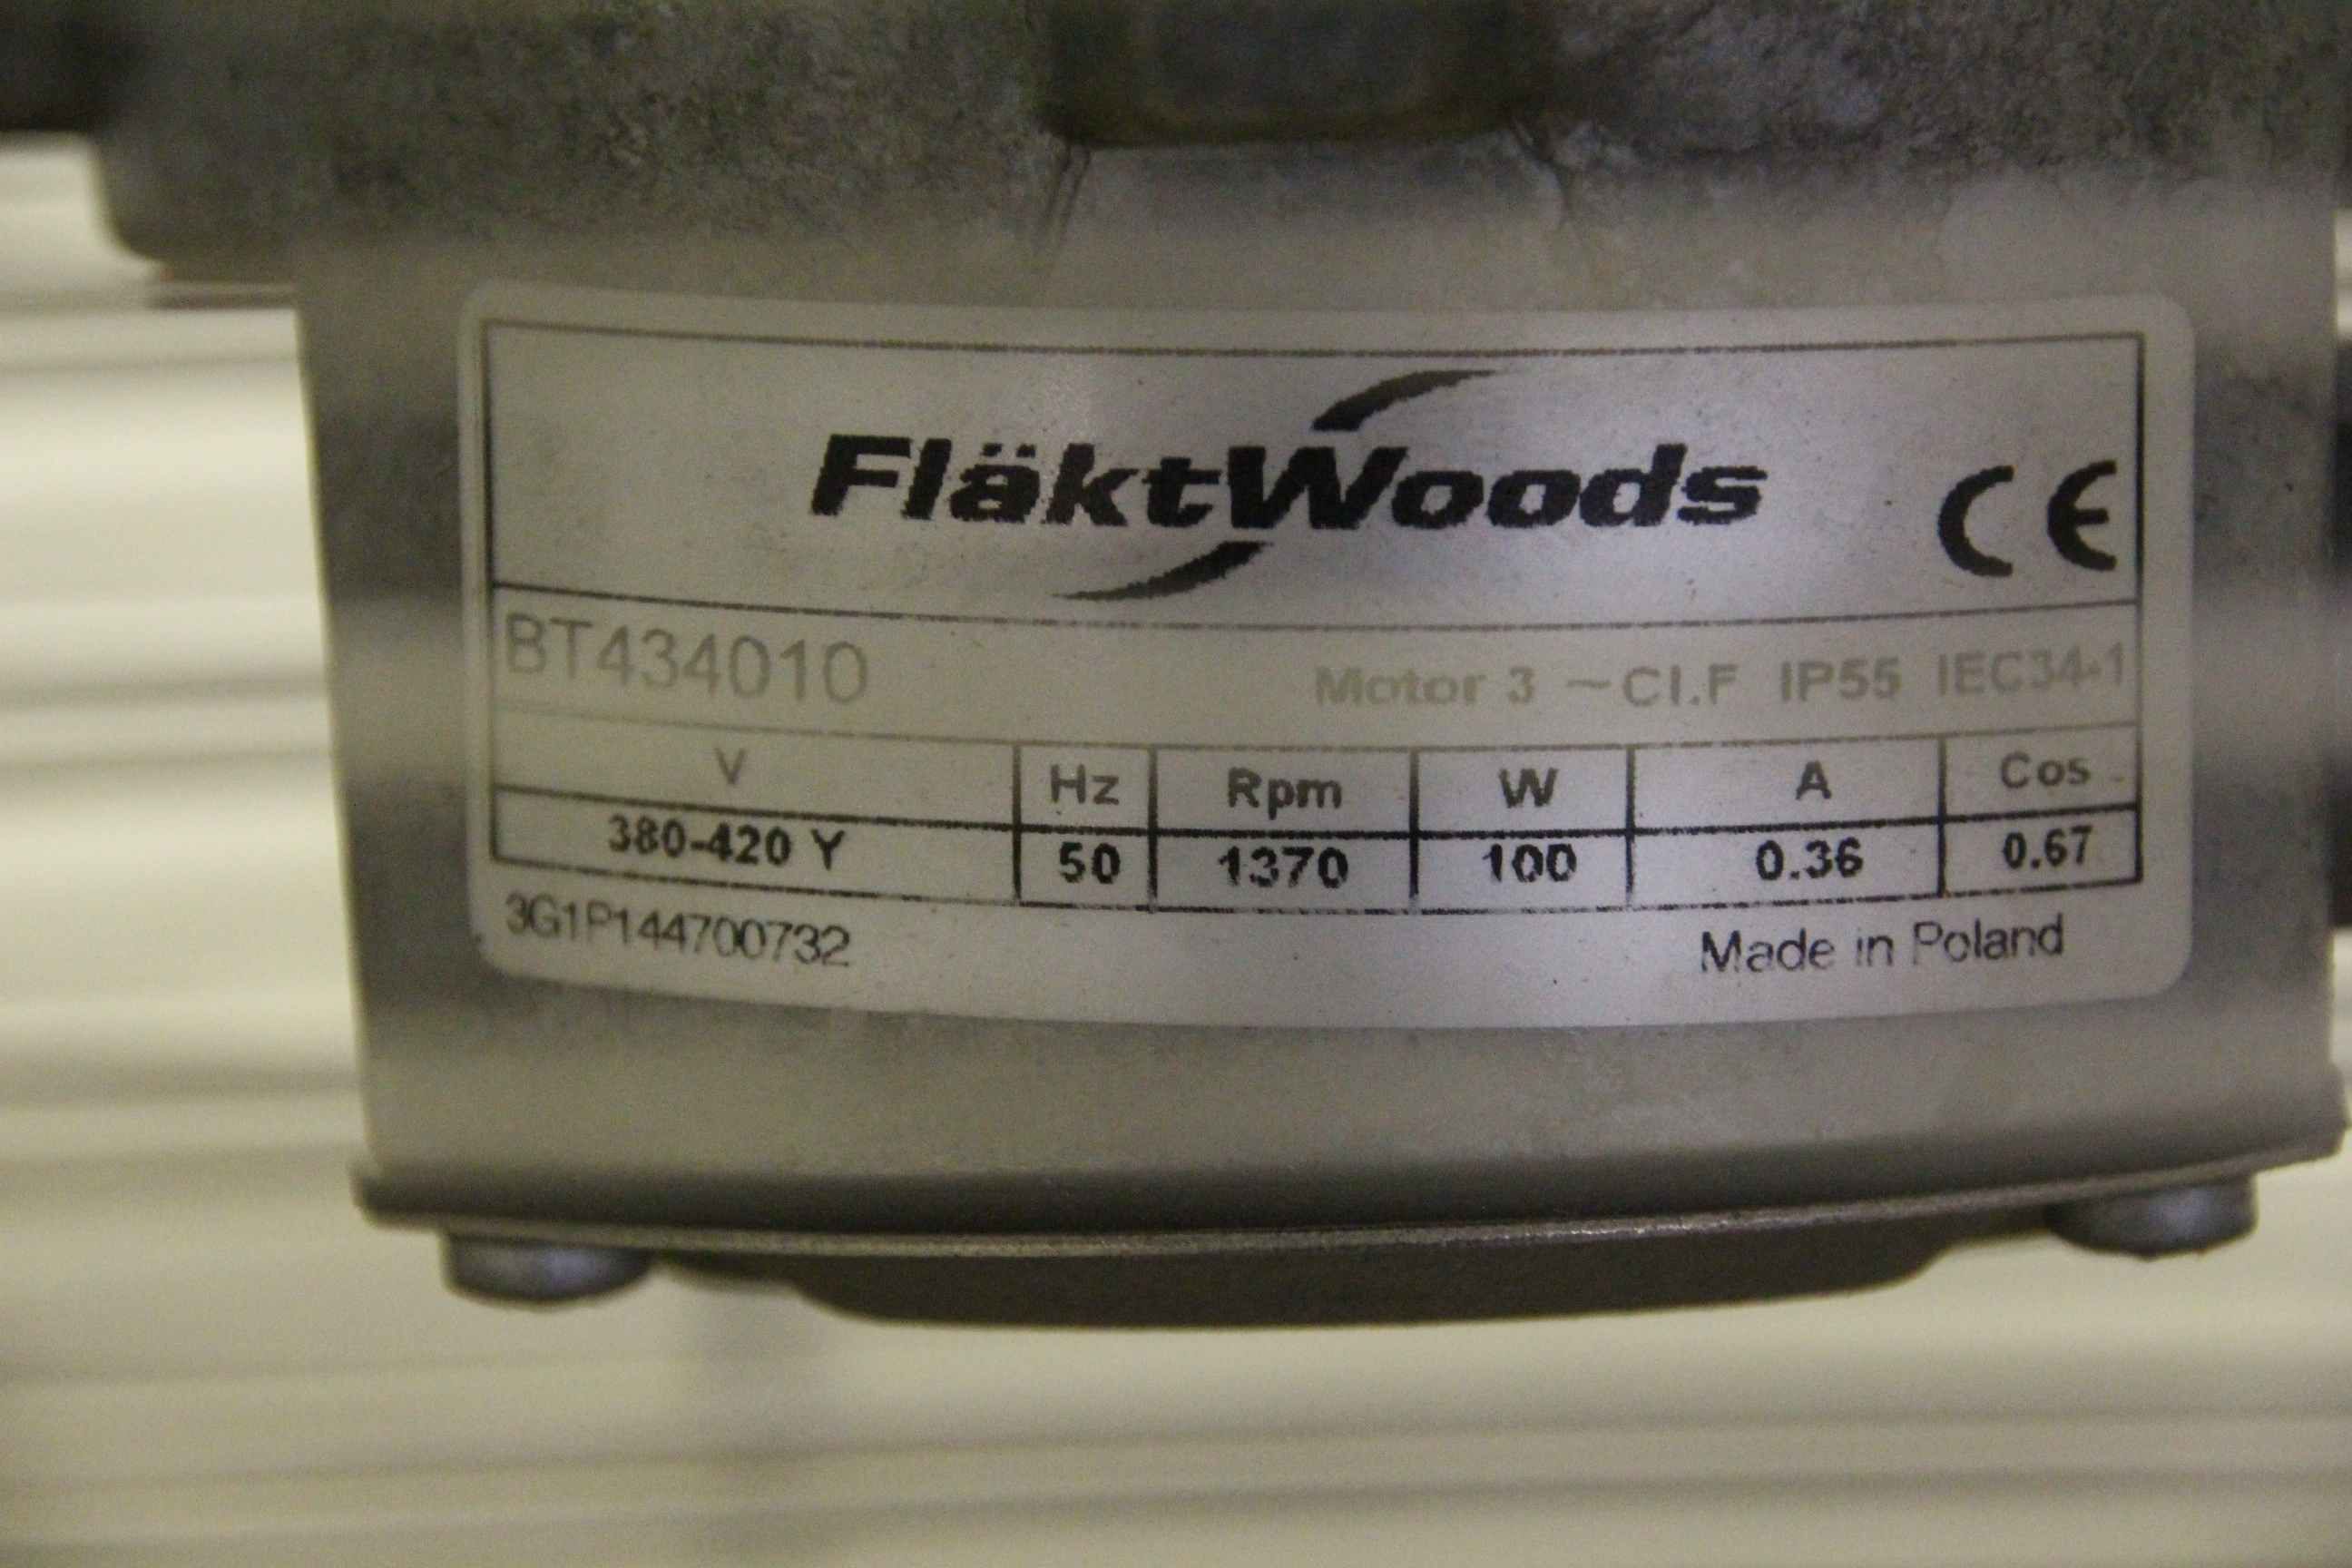 FläktWoods CE
BT434010 Motor 3 ~ Cl.F IP55 IEC34-1
V Hz Rpm W A Cos
380-420 Y 50 1370 100 0.36 0.67
3G1P144700732 Made in Poland